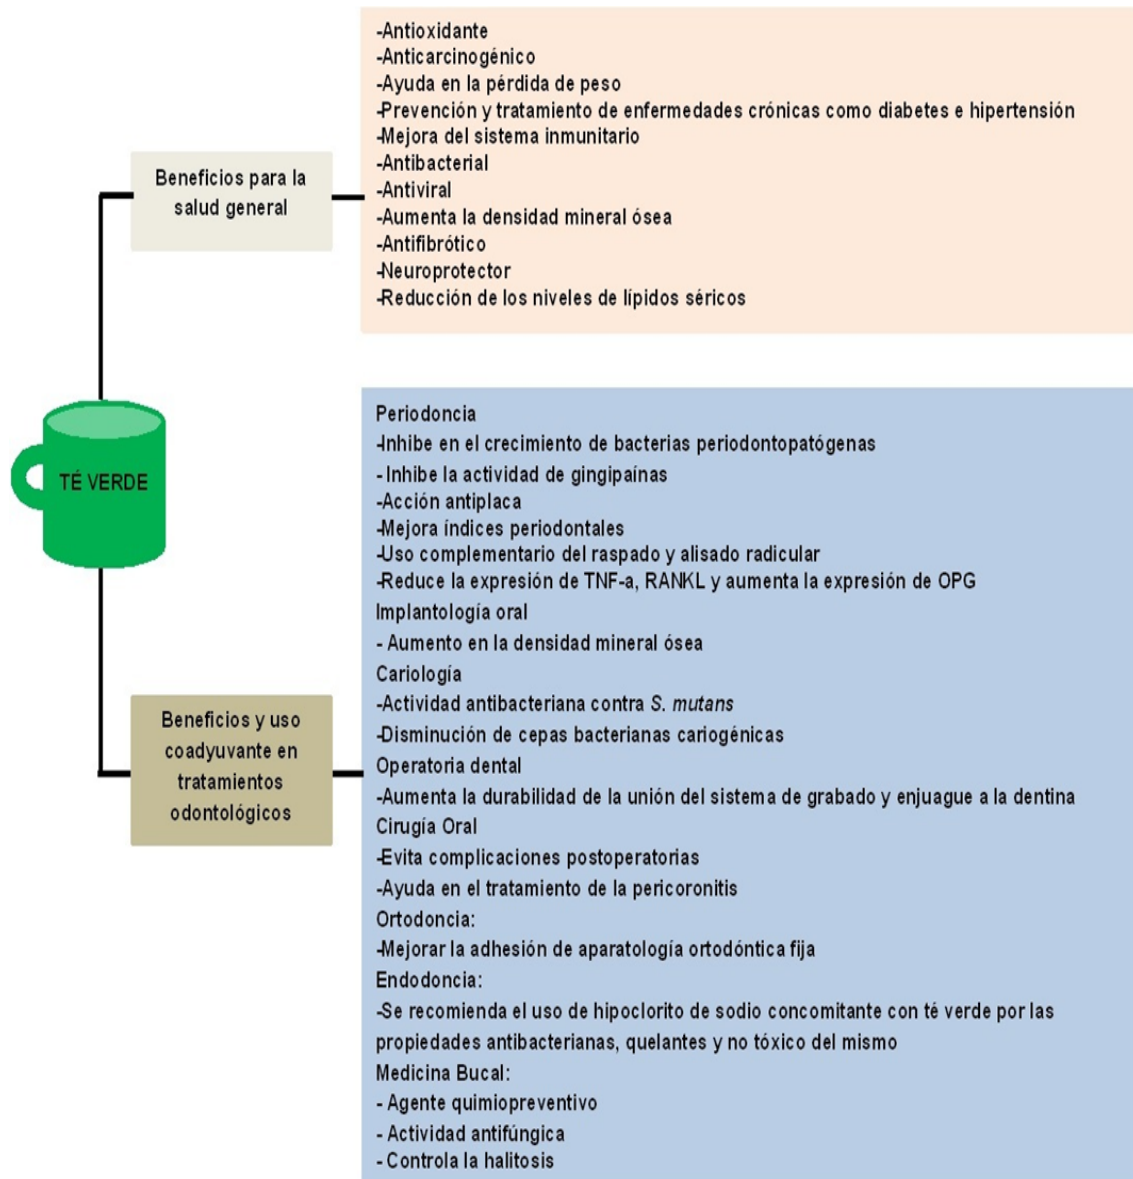 -Antioxidante
-Anticarcinogénico
-Ayuda en la pérdida de peso
-Prevención y tratamiento de enfermedades crónicas como diabetes e hipertensión
-Mejora del sistema inmunitario
-Antibacterial
-Antiviral
-Aumenta la densidad mineral ósea
-Antifibrótico
-Neuroprotector
-Reducción de los niveles de lípidos séricos
Beneficios para la
salud general
TÉ VERDE
Beneficios y uso
coadyuvante en
tratamientos
odontológicos
Periodoncia
-Inhibe en el crecimiento de bacterias periodontopatógenas
- Inhibe la actividad de gingipaínas
-Acción antiplaca
-Mejora índices periodontales
-Uso complementario del raspado y alisado radicular
-Reduce la expresión de TNF-a, RANKL y aumenta la expresión de OPG
Implantología oral
- Aumento en la densidad mineral ósea
Cariología
-Actividad antibacteriana contra S. mutans
-Disminución de cepas bacterianas cariogénicas
Operatoria dental
-Aumenta la durabilidad de la unión del sistema de grabado y enjuague a la dentina
Cirugía Oral
-Evita complicaciones postoperatorias
-Ayuda en el tratamiento de la pericoronitis
Ortodoncia:
-Mejorar la adhesión de aparatología ortodóntica fija
Endodoncia:
-Se recomienda el uso de hipoclorito de sodio concomitante con té verde por las
propiedades antibacterianas, quelantes y no tóxico del mismo
Medicina Bucal:
- Agente quimiopreventivo
- Actividad antifúngica
- Controla la halitosis